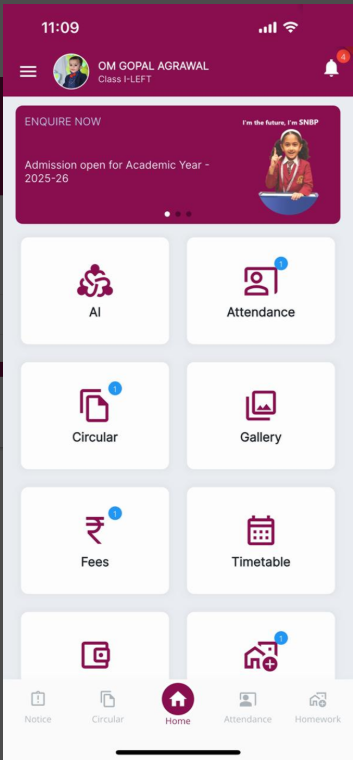 11:09
OM GOPAL AGRAWAL
Class I-LEFT
4
ENQUIRE NOW
I'm the future, I'm SNBP
Admission open for Academic Year -
2025-26
AI
1
Attendance
1
Circular
Gallery
1
Fees
Timetable
1
Notice
Circular
Home
Attendance
Homework